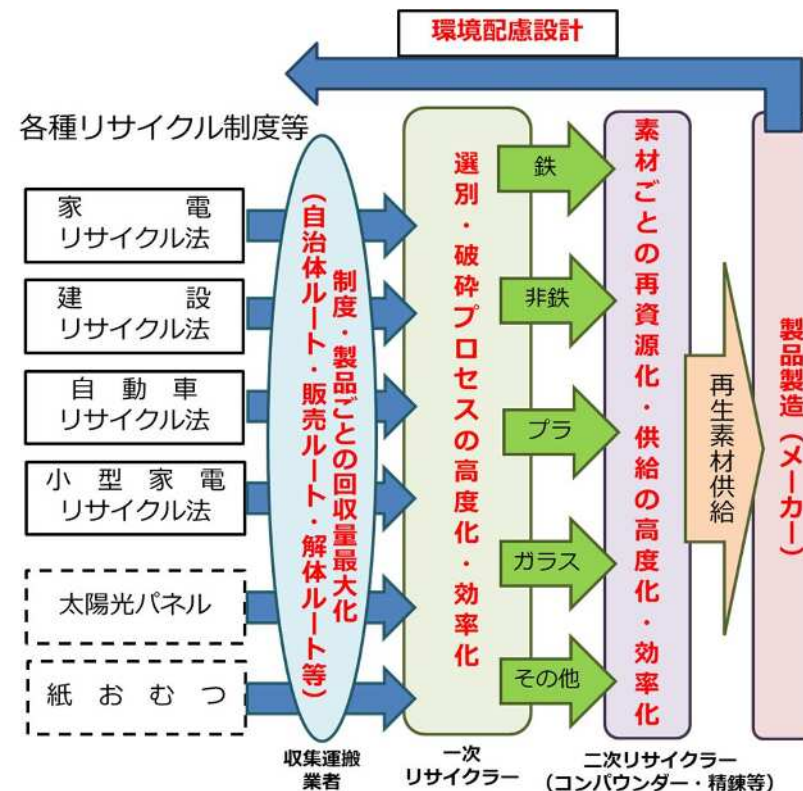 環境配慮設計
各種リサイクル制度等
家電
リサイクル法
建設
リサイクル法
自動車
リサイクル法
小型家電
リサイクル法
太陽光パネル
紙おむつ
制度・製品ごとの回収量最大化
(自治体ルート・販売ルート・解体ルート等)
選別・破砕プロセスの高度化・効率化
鉄
非鉄
プラ
ガラス
その他
素材ごとの再資源化・供給の高度化・効率化
再生素材供給
製品製造(メーカー)
収集運搬
業者
一次
リサイクラー
二次リサイクラー
(コンパウンダー・精錬等)